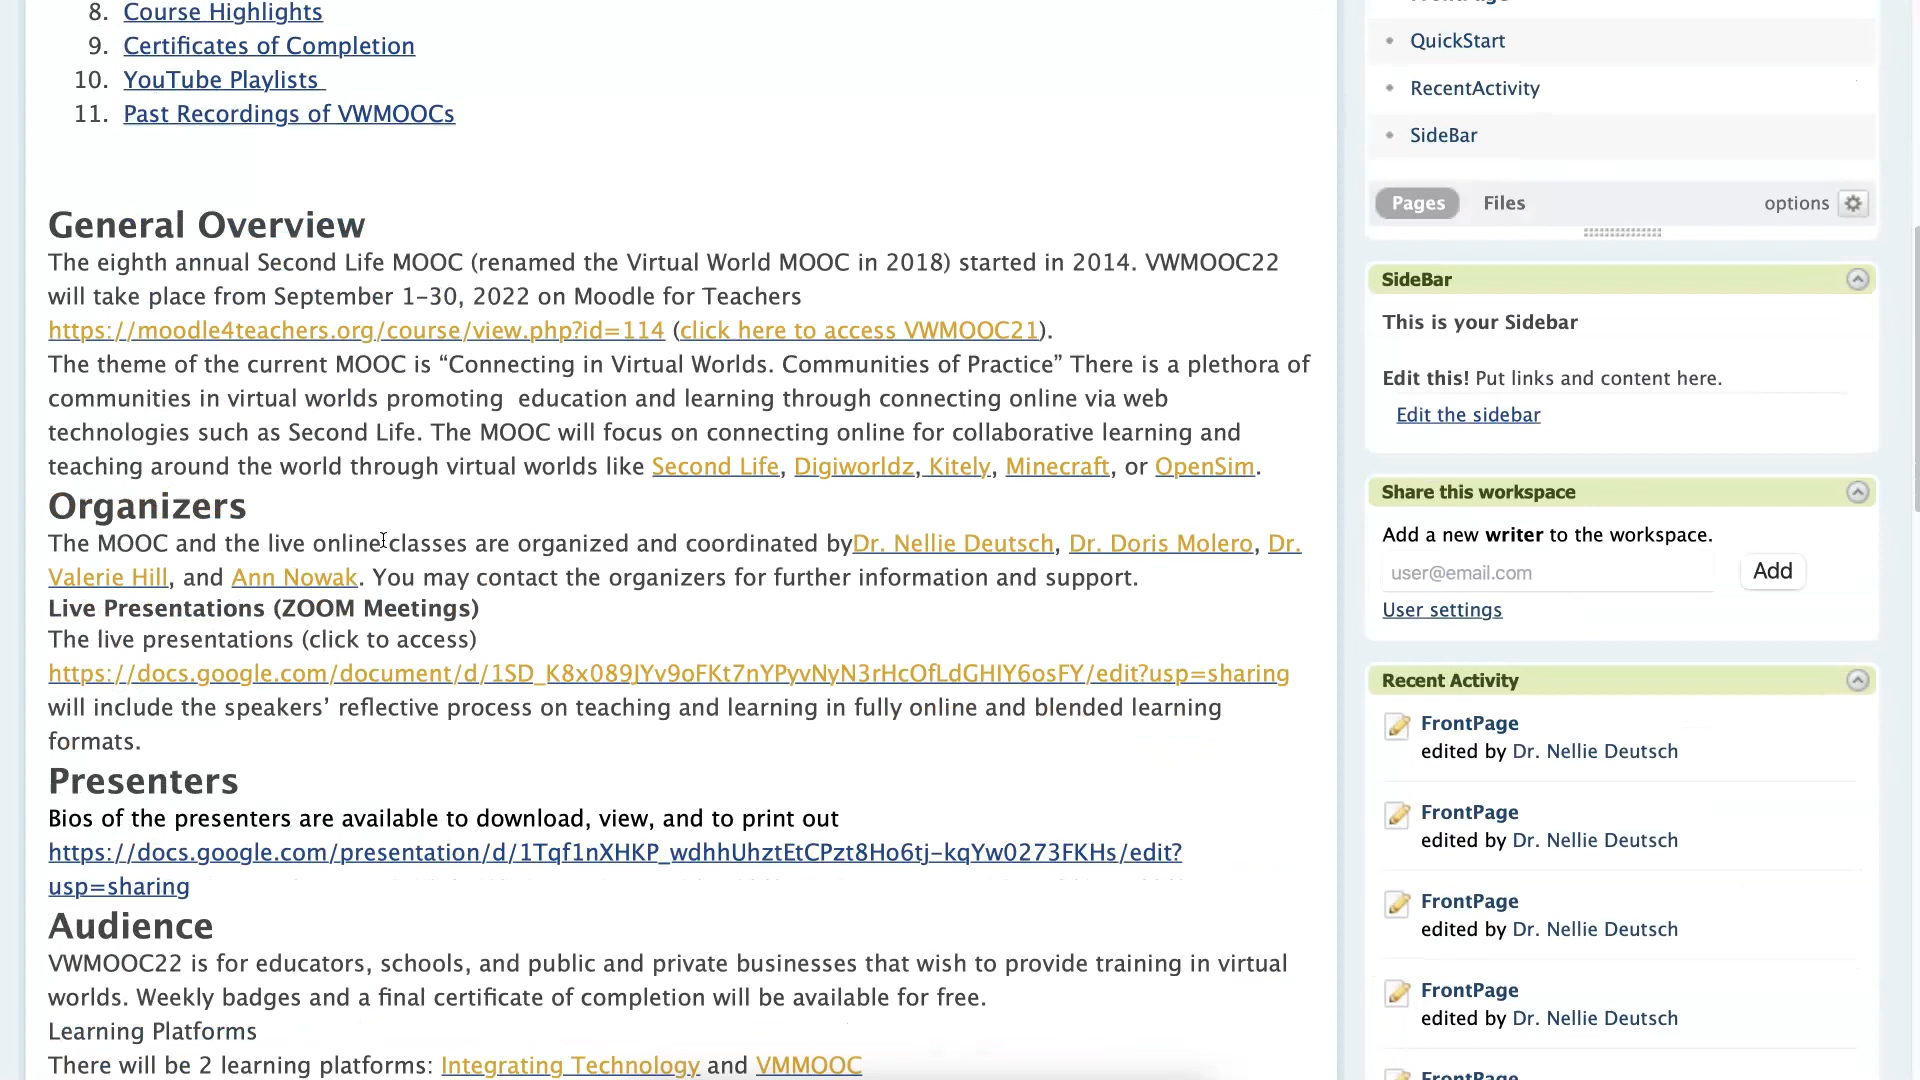 8. Course Highlights
9. Certificates of Completion
10. YouTube Playlists
11. Past Recordings of VWMOOCs
General Overview
The eighth annual Second Life MOOC (renamed the Virtual World MOOC in 2018) started in 2014. VWMOOC22
will take place from September 1-30, 2022 on Moodle for Teachers
https://moodle4teachers.org/course/view.php?id=114 (click here to access VWMOOC21).
The theme of the current MOOC is “Connecting in Virtual Worlds. Communities of Practice” There is a plethora of
communities in virtual worlds promoting education and learning through connecting online via web
technologies such as Second Life. The MOOC will focus on connecting online for collaborative learning and
teaching around the world through virtual worlds like Second Life, Digiworldz, Kitely, Minecraft, or OpenSim.
Organizers
The MOOC and the live online classes are organized and coordinated byDr. Nellie Deutsch, Dr. Doris Molero, Dr.
Valerie Hill, and Ann Nowak. You may contact the organizers for further information and support.
Live Presentations (ZOOM Meetings)
The live presentations (click to access)
https://docs.google.com/document/d/1SD_K8x089JYv9oFKt7nYPyvNyN3rHcOfLdGHIY6osFY/edit?usp=sharing
will include the speakers’ reflective process on teaching and learning in fully online and blended learning
formats.
Presenters
Bios of the presenters are available to download, view, and to print out
https://docs.google.com/presentation/d/1Tqf1nXHKP_wdhhUhztEtCPzt8Ho6tj-kqYw0273FKHs/edit?
usp=sharing
Audience
VWMOOC22 is for educators, schools, and public and private businesses that wish to provide training in virtual
worlds. Weekly badges and a final certificate of completion will be available for free.
Learning Platforms
There will be 2 learning platforms: Integrating Technology and VMMOOC
QuickStart
RecentActivity
SideBar
Pages Files options
SideBar
This is your Sidebar
Edit this! Put links and content here.
Edit the sidebar
Share this workspace
Add a new writer to the workspace.
user@email.com Add
User settings
Recent Activity
FrontPage
edited by Dr. Nellie Deutsch
FrontPage
edited by Dr. Nellie Deutsch
FrontPage
edited by Dr. Nellie Deutsch
FrontPage
edited by Dr. Nellie Deutsch